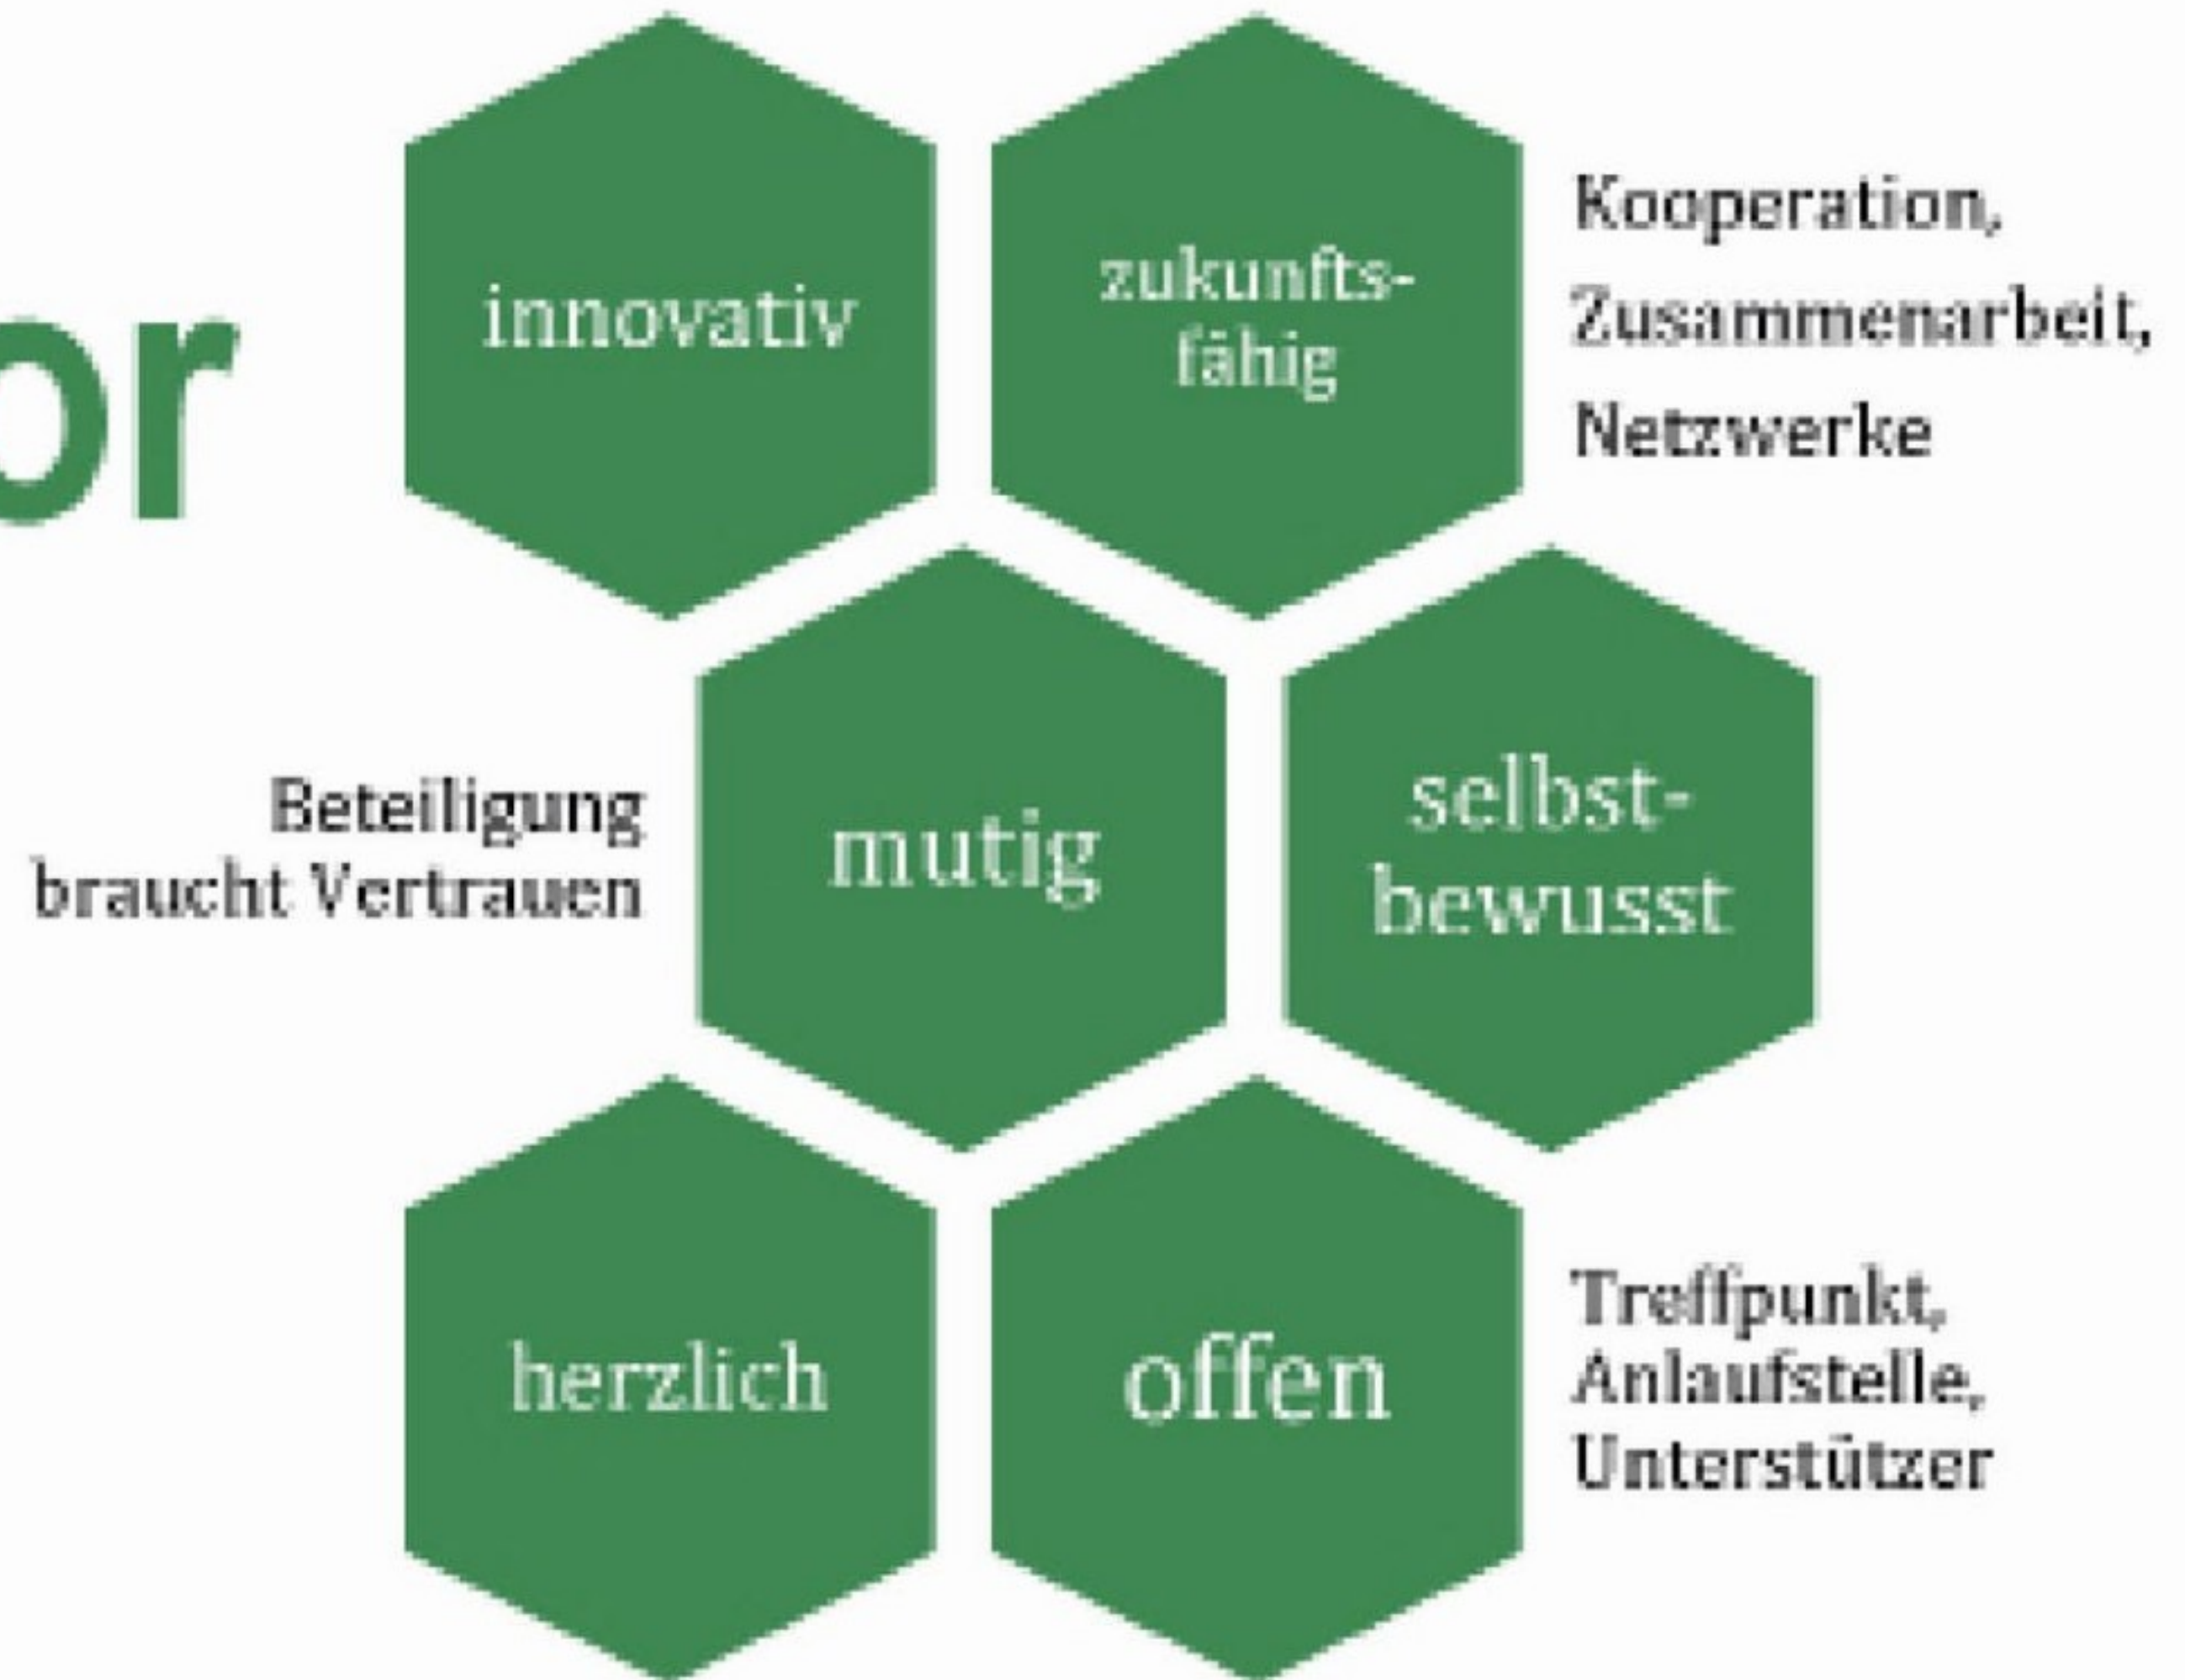 or
innovativ
zukunfts-
fähig
Kooperation,
Zusammenarbeit,
Netzwerke
Beteiligung
braucht Vertrauen
mutig
selbst-
bewusst
herzlich
offen
Treffpunkt,
Anlaufstelle,
Unterstützer